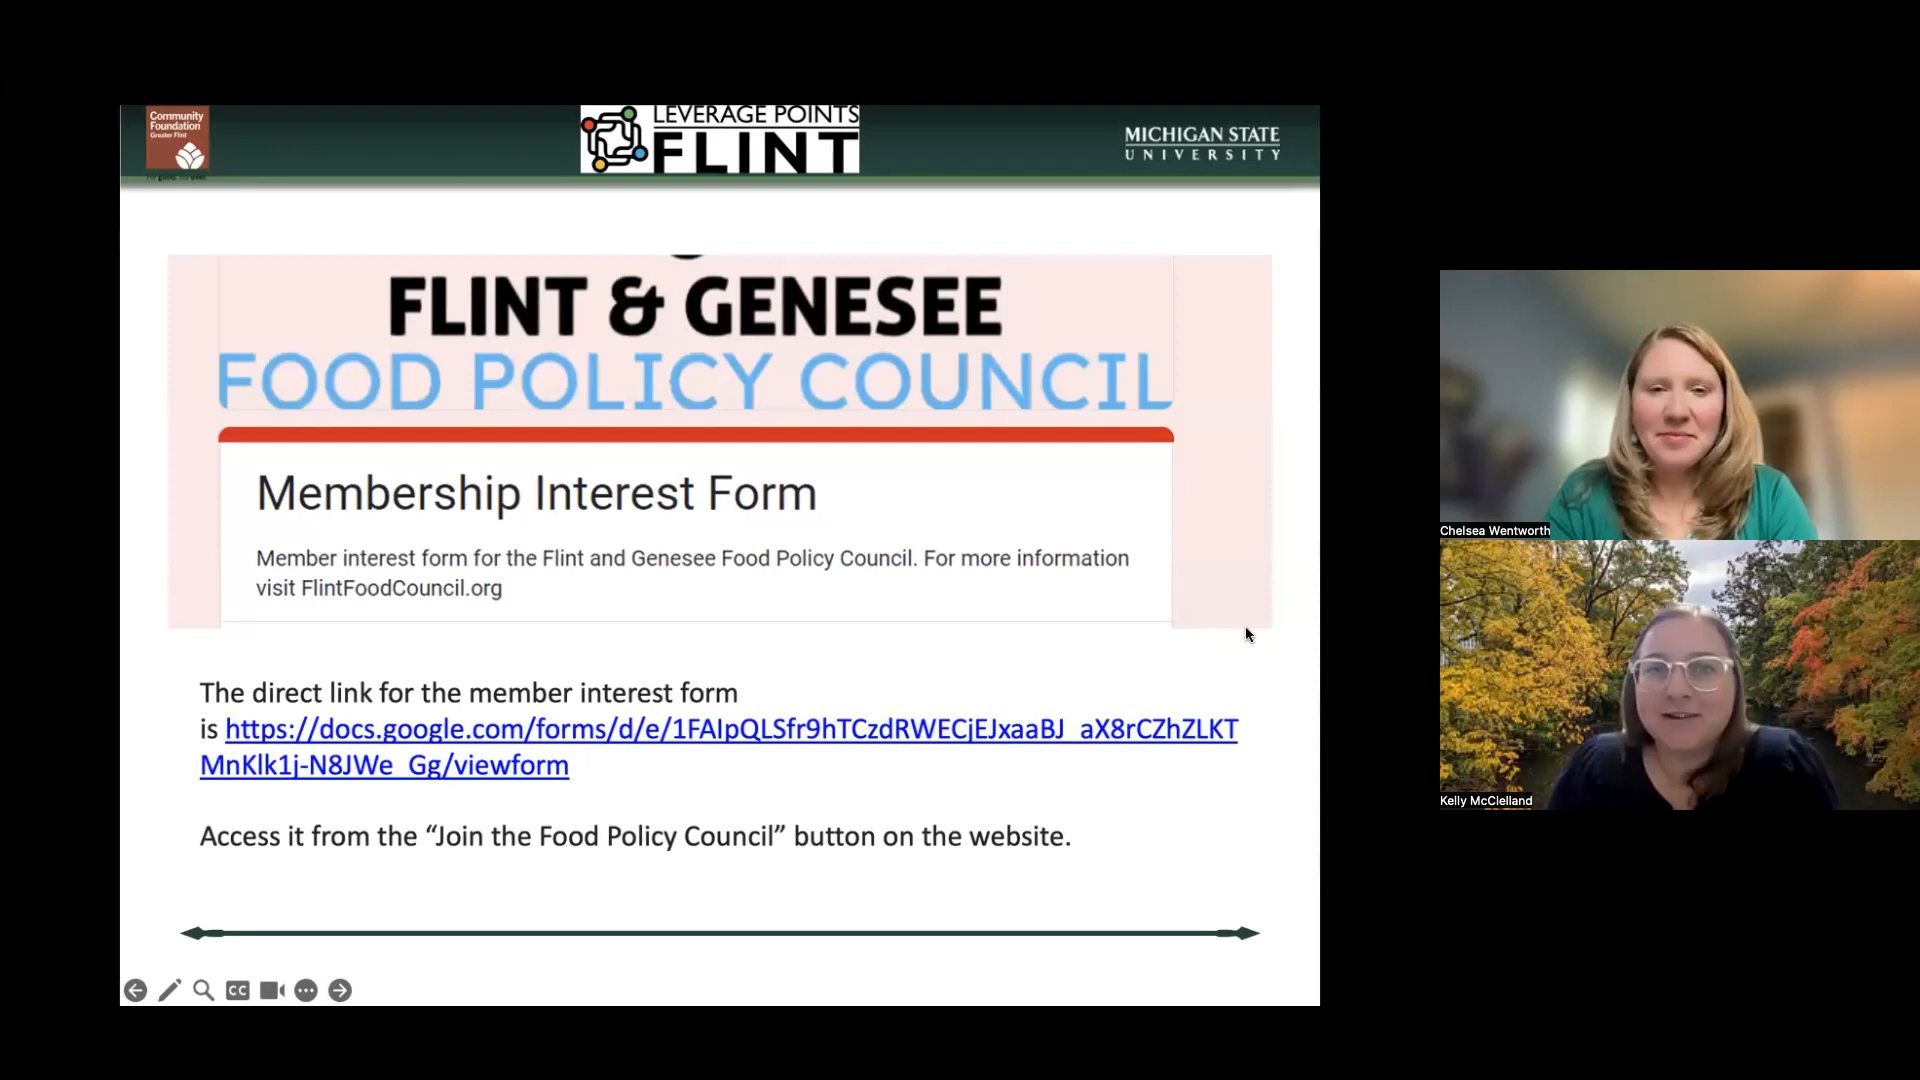 Community
Foundation
Greater Flint
LEVERAGE POINTS
FLINT
MICHIGAN STATE
UNIVERSITY
FLINT & GENESEE
FOOD POLICY COUNCIL
Membership Interest Form
Member interest form for the Flint and Genesee Food Policy Council. For more information
visit FlintFoodCouncil.org
The direct link for the member interest form
is https://docs.google.com/forms/d/e/1FAIpQLSfr9hTCzdRWECjEJxaaBJ_aX8rCZhZLKT
MnKlk1j-N8JWe_Gg/viewform
Access it from the “Join the Food Policy Council” button on the website.
CC
Chelsea Wentworth
Kelly McClelland